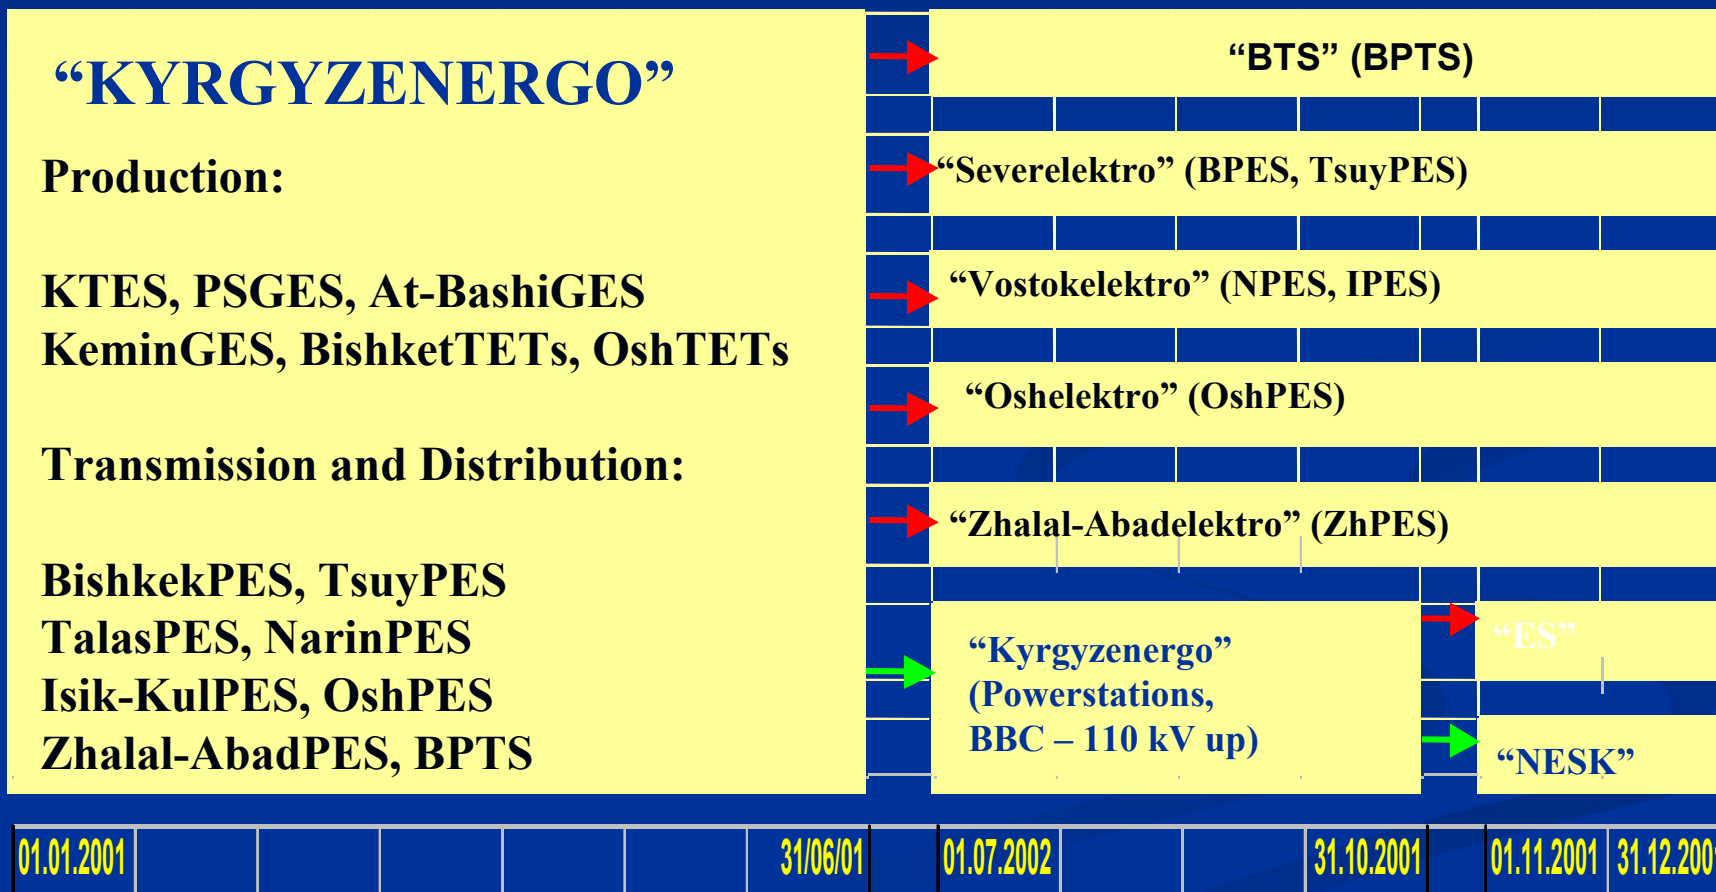 “KYRGYZENERGO”
Production:
KTES, PSGES, At-BashiGES
KeminGES, BishketTETs, OshTETs
Transmission and Distribution:
BishkekPES, TsuyPES
TalasPES, NarinPES
Isik-KulPES, OshPES
Zhalal-AbadPES, BPTS
“BTS” (BPTS)
“Severelektro” (BPES, TsuyPES)
“Vostokelektro” (NPES, IPES)
“Oshelektro” (OshPES)
“Zhalal-Abadelektro” (ZhPES)
“Kyrgyzenergo”
(Powerstations,
BBC – 110 kV up)
“ES”
“NESK”
01.01.2001 31/06/01 01.07.2002 31.10.2001 01.11.2001 31.12.2001